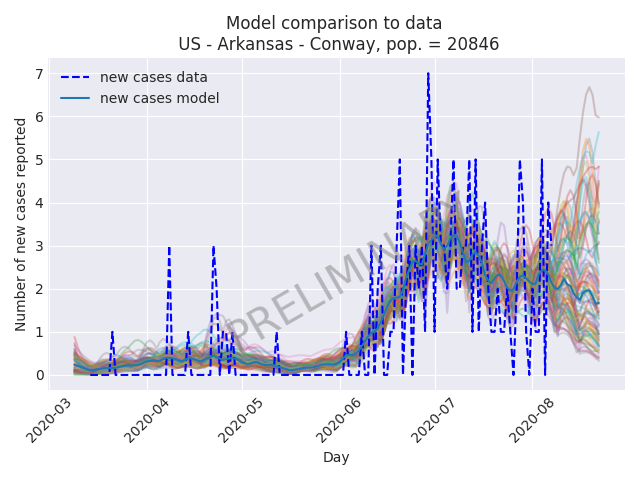 Model comparison to data
US - Arkansas - Conway, pop. = 20846
new cases data
new cases model
7
6
5
4
3
2
1
0
Number of new cases reported
PRELIMINARY
2020-03
2020-04
2020-05
2020-06
2020-07
2020-08
Day